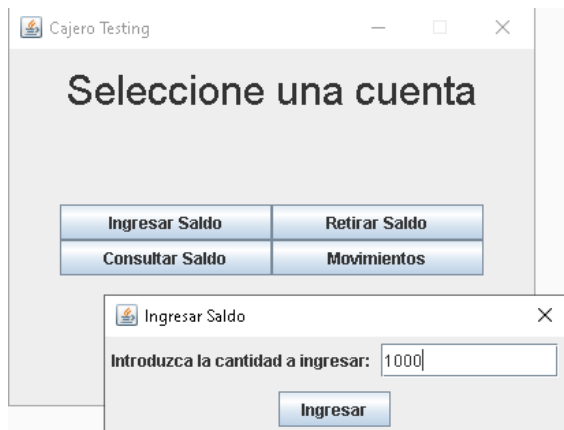 Cajero Testing
Seleccione una cuenta
Ingresar Saldo Retirar Saldo
Consultar Saldo Movimientos
Ingresar Saldo
Introduzca la cantidad a ingresar: 1000
Ingresar